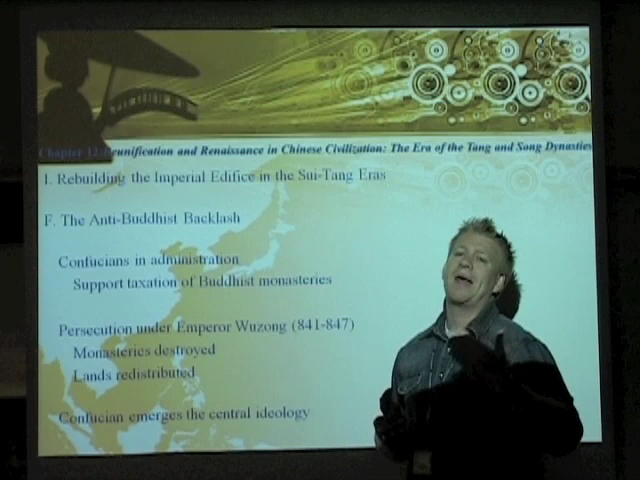 Chapter 12: Reunification and Renaissance in Chinese Civilization: The Era of the Tang and Song Dynasties
I. Rebuilding the Imperial Edifice in the Sui-Tang Eras
F. The Anti-Buddhist Backlash
Confucians in administration
Support taxation of Buddhist monasteries
Persecution under Emperor Wuzong (841-847)
Monasteries destroyed
Lands redistributed
Confucian emerges the central ideology